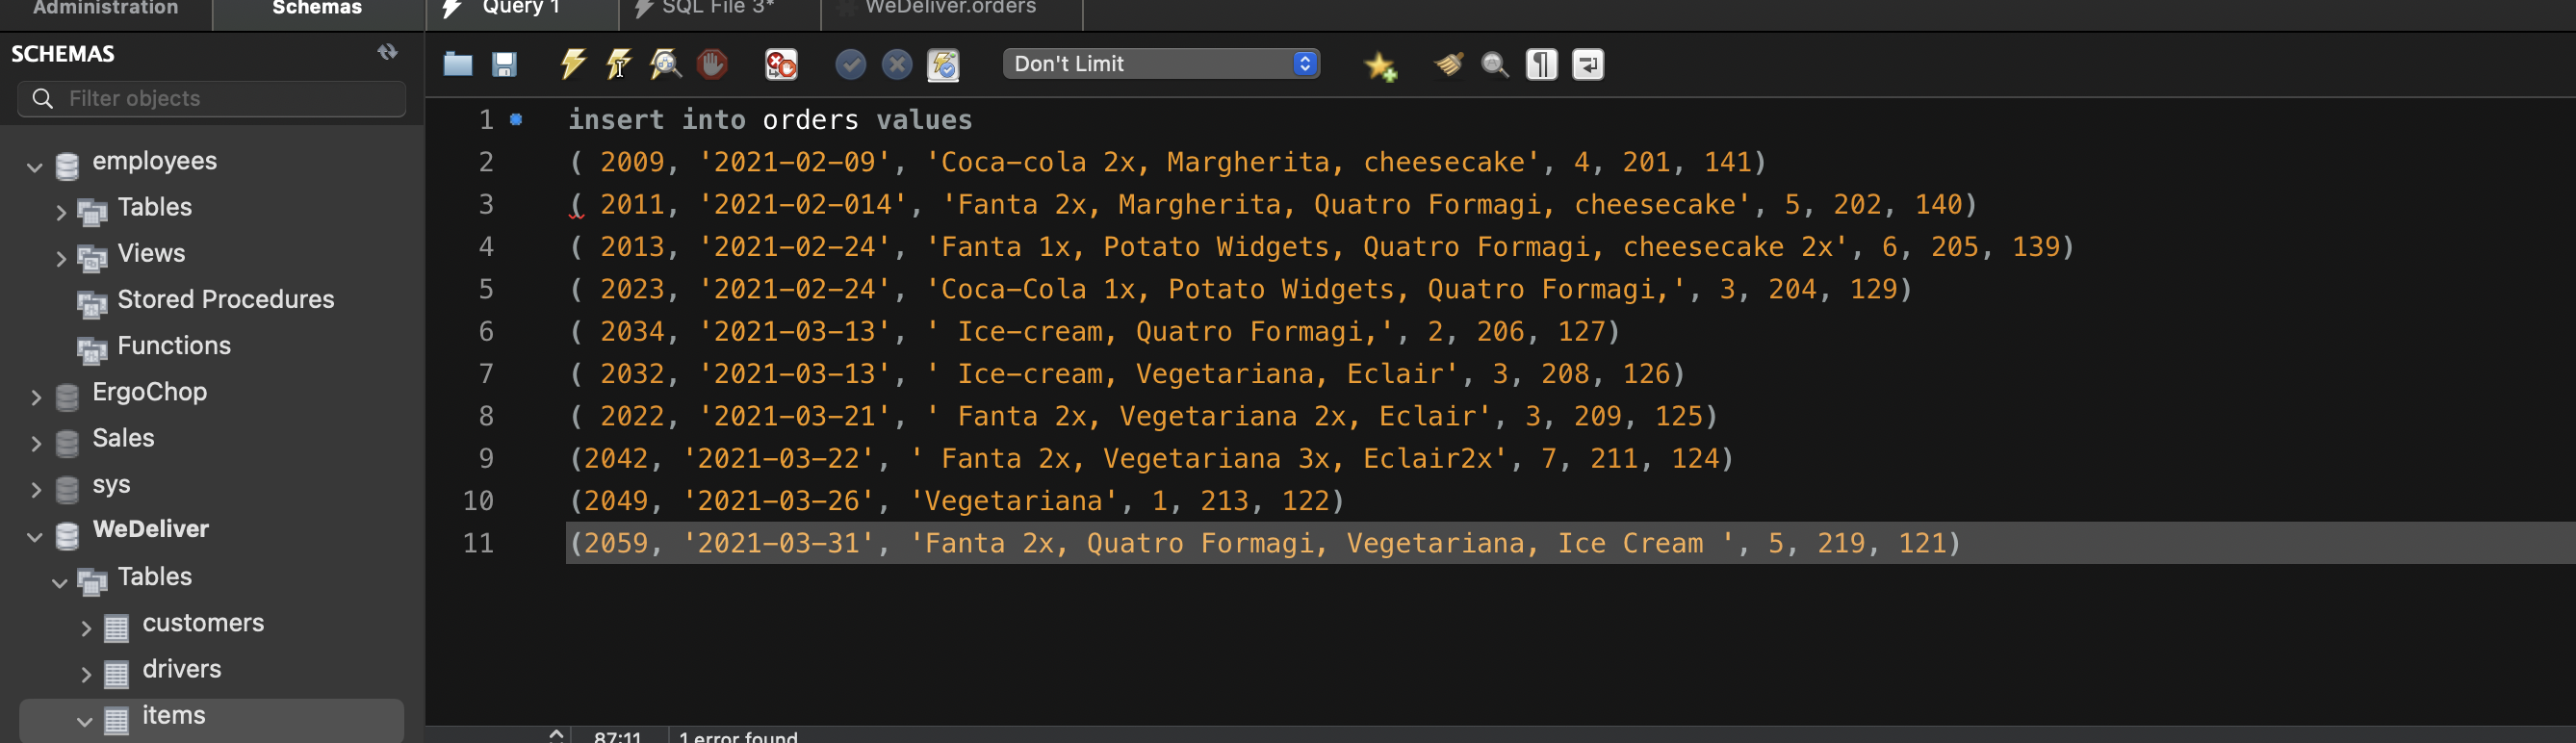 Administration
Schemas
Query 1
SQL File 3*
WeDeliver.orders
SCHEMAS
Don't Limit
Filter objects
employees
Tables
Views
Stored Procedures
Functions
ErgoChop
Sales
sys
WeDeliver
Tables
customers
drivers
items
1 insert into orders values
2 ( 2009, '2021-02-09', 'Coca-cola 2x, Margherita, cheesecake', 4, 201, 141)
3 ( 2011, '2021-02-014', 'Fanta 2x, Margherita, Quatro Formagi, cheesecake', 5, 202, 140)
4 ( 2013, '2021-02-24', 'Fanta 1x, Potato Widgets, Quatro Formagi, cheesecake 2x', 6, 205, 139)
5 ( 2023, '2021-02-24', 'Coca-Cola 1x, Potato Widgets, Quatro Formagi,', 3, 204, 129)
6 ( 2034, '2021-03-13', ' Ice-cream, Quatro Formagi,', 2, 206, 127)
7 ( 2032, '2021-03-13', ' Ice-cream, Vegetariana, Eclair', 3, 208, 126)
8 ( 2022, '2021-03-21', ' Fanta 2x, Vegetariana 2x, Eclair', 3, 209, 125)
9 (2042, '2021-03-22', ' Fanta 2x, Vegetariana 3x, Eclair2x', 7, 211, 124)
10 (2049, '2021-03-26', 'Vegetariana', 1, 213, 122)
11 (2059, '2021-03-31', 'Fanta 2x, Quatro Formagi, Vegetariana, Ice Cream ', 5, 219, 121)
87:11
1 error found